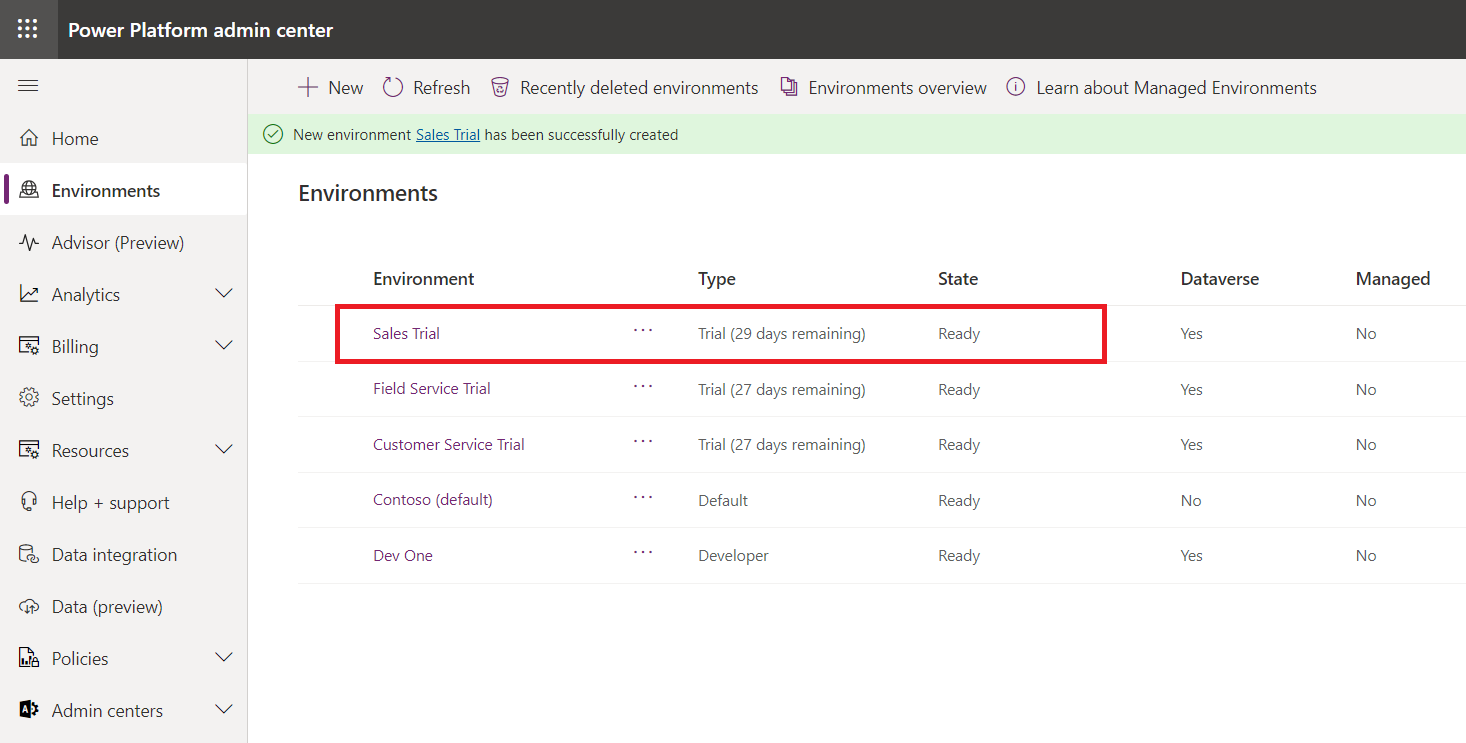 Power Platform admin center
New Refresh Recently deleted environments Environments overview Learn about Managed Environments
New environment Sales Trial has been successfully created
Home
Environments
Advisor (Preview)
Analytics
Billing
Settings
Resources
Help + support
Data integration
Data (preview)
Policies
Admin centers
Environments
Environment Type State Dataverse Managed
Sales Trial ... Trial (29 days remaining) Ready Yes No
Field Service Trial ... Trial (27 days remaining) Ready Yes No
Customer Service Trial ... Trial (27 days remaining) Ready Yes No
Contoso (default) ... Default Ready No No
Dev One ... Developer Ready Yes No